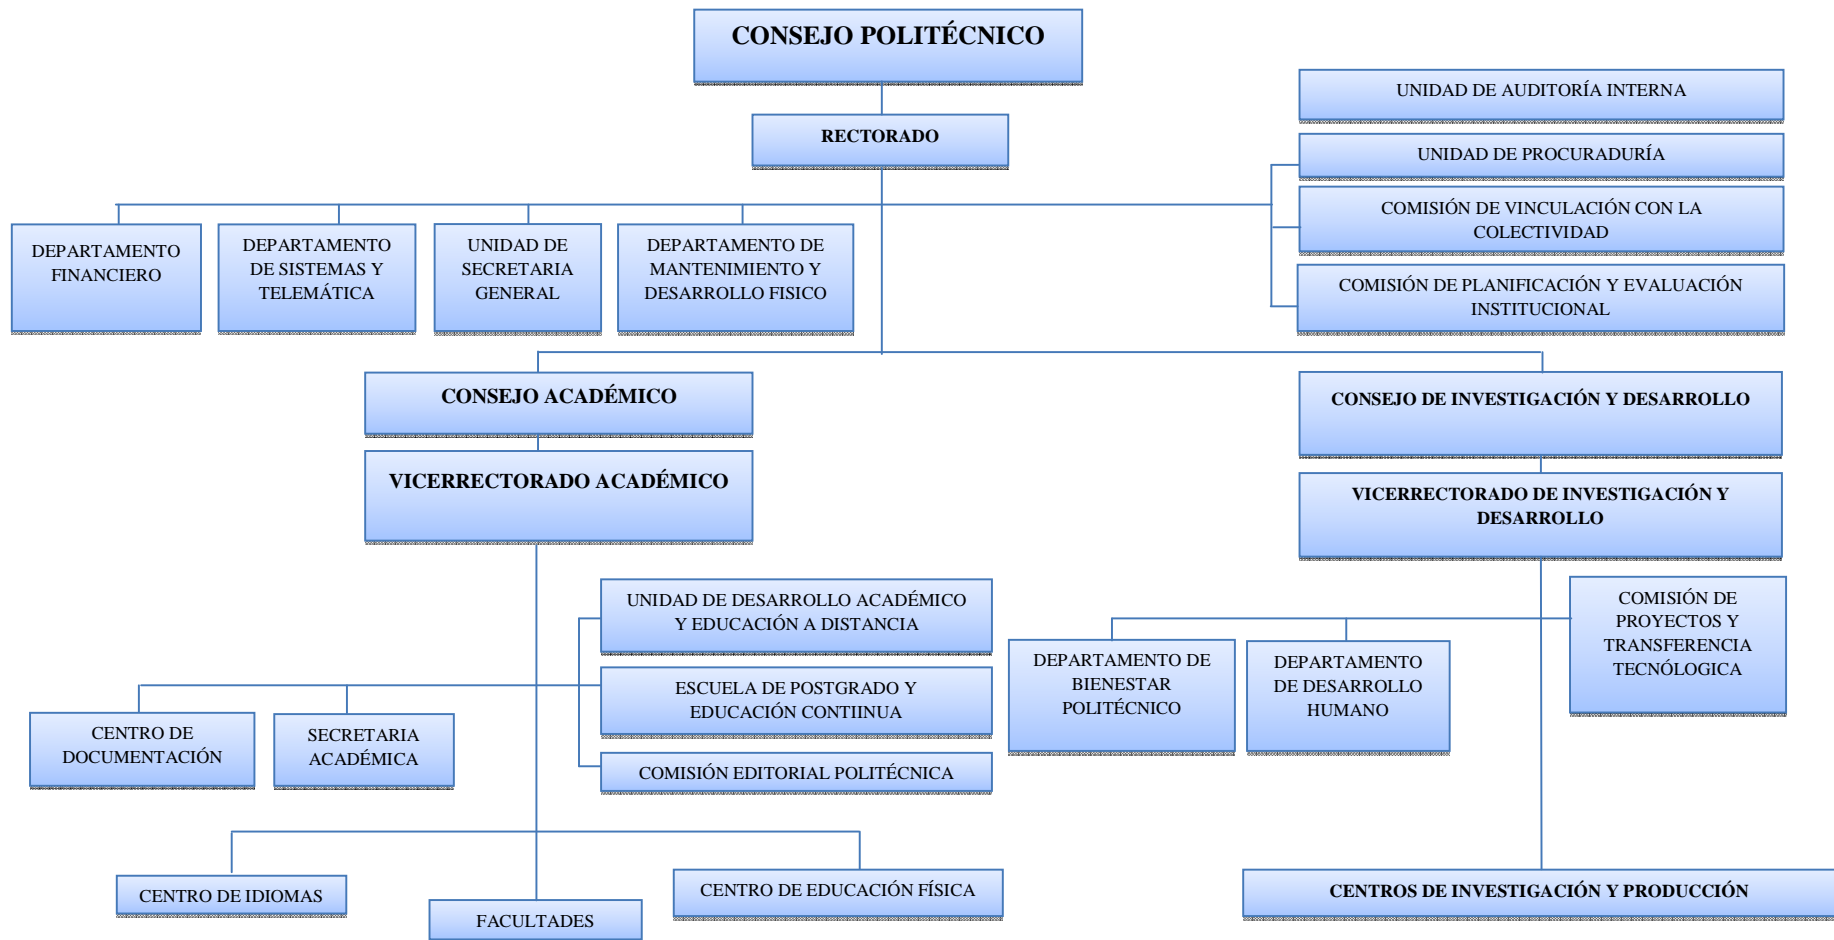 CONSEJO POLITÉCNICO
UNIDAD DE AUDITORÍA INTERNA
RECTORADO
UNIDAD DE PROCURADURÍA
COMISIÓN DE VINCULACIÓN CON LA
COLECTIVIDAD
DEPARTAMENTO
FINANCIERO
DEPARTAMENTO
DE SISTEMAS Y
TELEMÁTICA
UNIDAD DE
SECRETARIA
GENERAL
DEPARTAMENTO DE
MANTENIMIENTO Y
DESARROLLO FISICO
COMISIÓN DE PLANIFICACIÓN Y EVALUACIÓN
INSTITUCIONAL
CONSEJO ACADÉMICO
CONSEJO DE INVESTIGACIÓN Y DESARROLLO
VICERRECTORADO ACADÉMICO
VICERRECTORADO DE INVESTIGACIÓN Y
DESARROLLO
UNIDAD DE DESARROLLO ACADÉMICO
Y EDUCACIÓN A DISTANCIA
COMISIÓN DE
PROYECTOS Y
TRANSFERENCIA
TECNÓLOGICA
DEPARTAMENTO DE
BIENESTAR
POLITÉCNICO
DEPARTAMENTO
DE DESARROLLO
HUMANO
ESCUELA DE POSTGRADO Y
EDUCACIÓN CONTIINUA
CENTRO DE
DOCUMENTACIÓN
SECRETARIA
ACADÉMICA
COMISIÓN EDITORIAL POLITÉCNICA
CENTRO DE IDIOMAS
FACULTADES
CENTRO DE EDUCACIÓN FÍSICA
CENTROS DE INVESTIGACIÓN Y PRODUCCIÓN